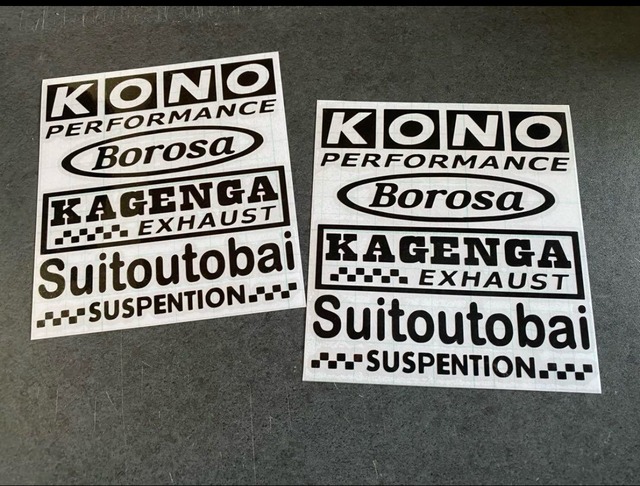 KONO
PERFORMANCE
Borosa
KAGENGA
EXHAUST
Suitoutobai
SUSPENTION
KONO
PERFORMANCE
Borosa
KAGENGA
EXHAUST
Suitoutobai
SUSPENTION